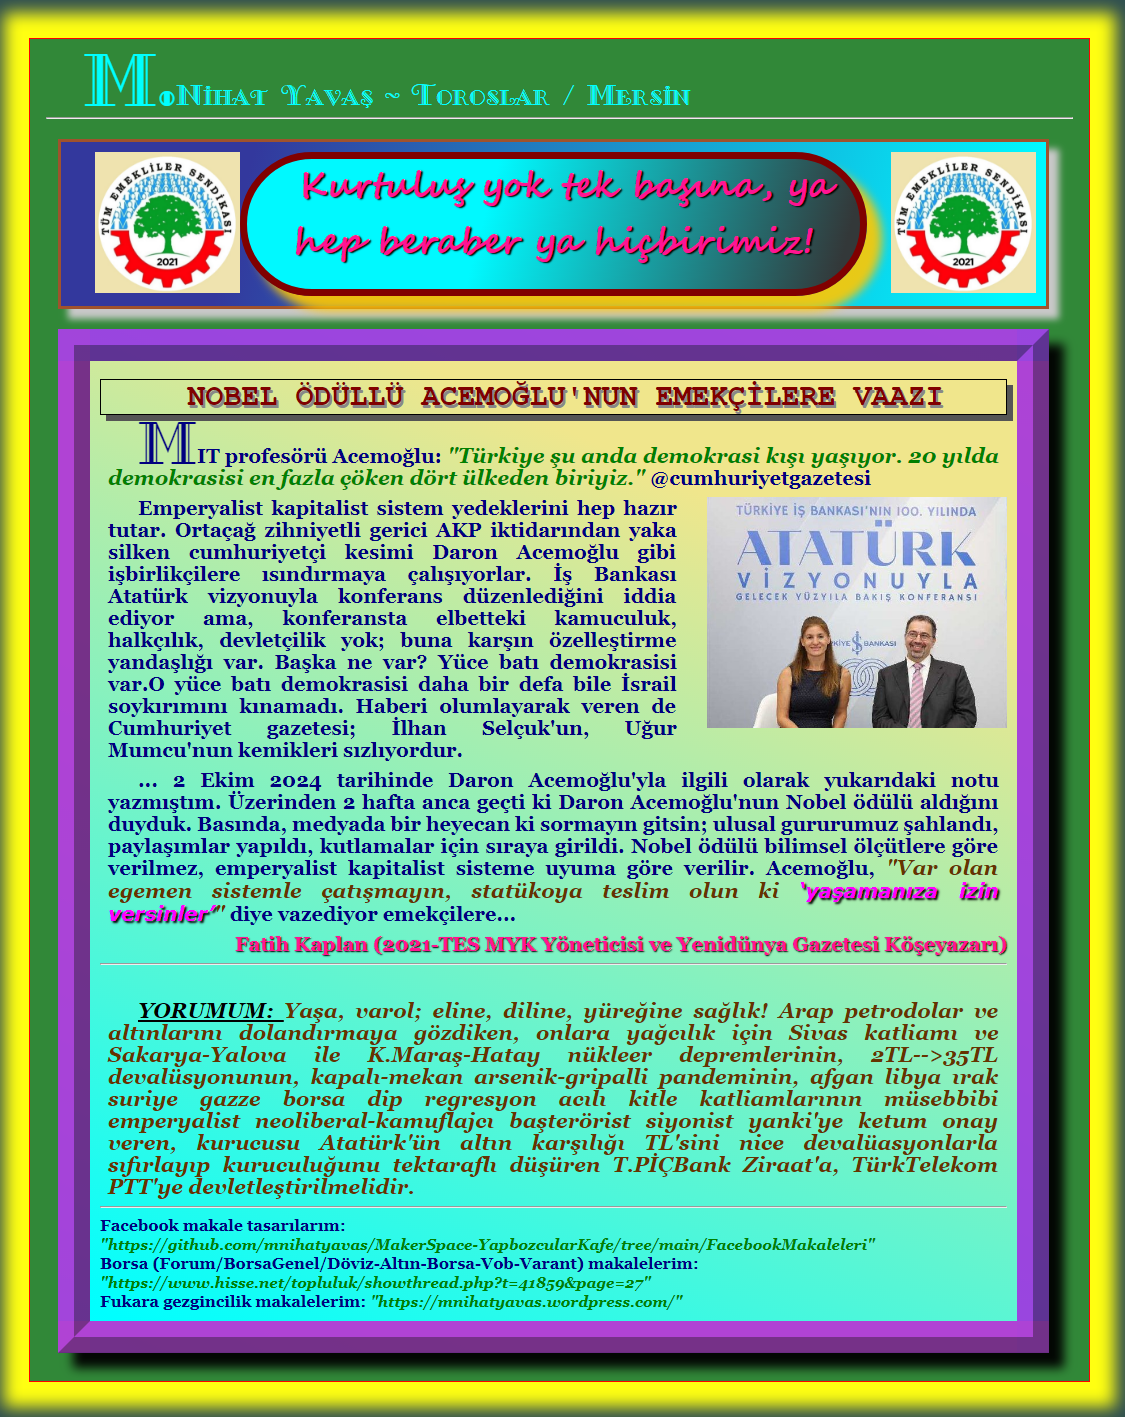 M.Nihat Yavaş ~ Toroslar / Mersin
TÜM EMEKLİLER SENDİKASI
2021
Kurtuluş yok tek başına, ya
hep beraber ya hiçbirimiz!
TÜM EMEKLİLER SENDİKASI
2021
NOBEL ÖDÜLLÜ ACEMOĞLU'NUN EMEKÇİLERE VAAZI
MIT profesörü Acemoğlu: "Türkiye şu anda demokrasi kışı yaşıyor. 20 yılda
demokrasisi en fazla çöken dört ülkeden biriyiz." @cumhuriyetgazetesi
Emperyalist kapitalist sistem yedeklerini hep hazır
tutar. Ortaçağ zihniyetli gerici AKP iktidarından yaka
silken cumhuriyetçi kesimi Daron Acemoğlu gibi
işbirlikçilere ısındırmaya çalışıyorlar. İş Bankası
Atatürk vizyonuyla konferans düzenlediğini iddia
ediyor ama, konferansta elbetteki kamuculuk,
halkçılık, devletçilik yok; buna karşın özelleştirme
yandaşlığı var. Başka ne var? Yüce batı demokrasisi
var.O yüce batı demokrasisi daha bir defa bile İsrail
soykırımını kınamadı. Haberi olumlayarak veren de
Cumhuriyet gazetesi; İlhan Selçuk'un, Uğur
Mumcu'nun kemikleri sızlıyordur.
TÜRKİYE İŞ BANKASI'NIN 100. YILINDA
ATATÜRK
VİZYONUYLA
GELECEK YÜZYILA BAKIŞ KONFERANSI
RKİYE İŞ BANKASI
... 2 Ekim 2024 tarihinde Daron Acemoğlu'yla ilgili olarak yukarıdaki notu
yazmıştım. Üzerinden 2 hafta anca geçti ki Daron Acemoğlu'nun Nobel ödülü aldığını
duyduk. Basında, medyada bir heyecan ki sormayın gitsin; ulusal gururumuz şahlandı,
paylaşımlar yapıldı, kutlamalar için sıraya girildi. Nobel ödülü bilimsel ölçütlere göre
verilmez, emperyalist kapitalist sisteme uyuma göre verilir. Acemoğlu, "Var olan
egemen sistemle çatışmayın, statükoya teslim olun ki 'yaşamanıza izin
versinler'" diye vazediyor emekçilere...
Fatih Kaplan (2021-TES MYK Yöneticisi ve Yenidünya Gazetesi Köşeyazarı)
YORUMUM: Yaşa, varol; eline, diline, yüreğine sağlık! Arap petrodolar ve
altınlarını dolandırmaya gözdiken, onlara yağcılık için Sivas katliamı ve
Sakarya-Yalova ile K.Maraş-Hatay nükleer depremlerinin, 2TL-->35TL
devalüsyonunun, kapalı-mekan arsenik-gripalli pandeminin, afgan libya ırak
suriye gazze borsa dip regresyon acılı kitle katliamlarının müsebbibi
emperyalist neoliberal-kamuflajcı başterörist siyonist yanki'ye ketum onay
veren, kurucusu Atatürk'ün altın karşılığı TL'sini nice devalüasyonlarla
sıfırlayıp kuruculuğunu tektaraflı düşüren T.PİÇBank Ziraat'a, TürkTelekom
PTT'ye devletleştirilmelidir.
Facebook makale tasarılarım:
"https://github.com/mnihatyavas/MakerSpace-YapbozcularKafe/tree/main/FacebookMakaleleri"
Borsa (Forum/BorsaGenel/Döviz-Altın-Borsa-Vob-Varant) makalelerim:
"https://www.hisse.net/topluluk/showthread.php?t=41859&page=27"
Fukara gezgincilik makalelerim: "https://mnihatyavas.wordpress.com/"